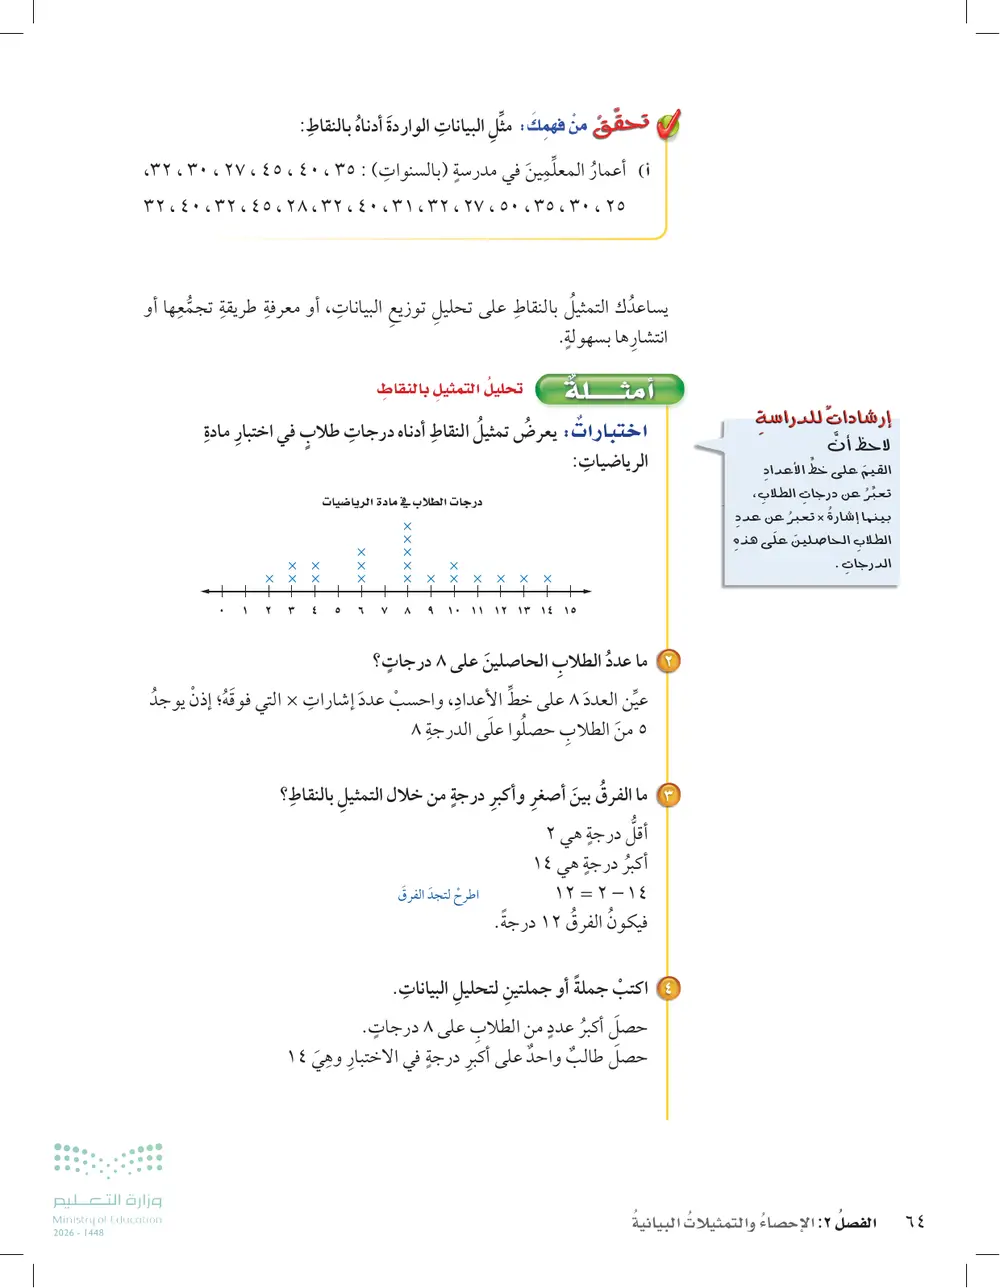 تحقَّقْ منْ فهمِكَ: مثِّلِ البياناتِ الواردةَ أدناهُ بالنقاطِ:
أ) أعمارُ المعلِّمِينَ في مدرسةٍ (بالسنواتِ) : ٣٥ ، ٤٠ ، ٤٥ ، ٢٧ ، ٣٠ ، ٣٢،
٢٥ ، ٣٠ ، ٣٥ ، ٥٠ ، ٢٧ ، ٣٢ ، ٣١ ، ٤٠ ، ٣٢ ، ٢٨ ، ٤٥ ، ٣٢ ، ٤٠ ، ٣٢
يساعدُك التمثيلُ بالنقاطِ على تحليلِ توزيعِ البياناتِ، أو معرفةِ طريقةِ تجمُّعِها أو
انتشارِها بسهولةٍ.
أمثـــلةٌ تحليلُ التمثيلِ بالنقاطِ
اختباراتٌ: يعرضُ تمثيلُ النقاطِ أدناه درجاتِ طلابٍ في اختبارِ مادةِ
الرياضياتِ:
إرشاداتٌ للدراسةِ
لاحظ أنَّ
القيمَ على خطِّ الأعدادِ
تعبِّرُ عن درجاتِ الطلابِ،
بينما إشارةُ × تعبرُ عن عددِ
الطلابِ الحاصلينَ علَى هذهِ
الدرجاتِ.
درجات الطلاب في مادة الرياضيات
٠ ١ ٢ ٣ ٤ ٥ ٦ ٧ ٨ ٩ ١٠ ١١ ١٢ ١٣ ١٤ ١٥
٢ ما عددُ الطلابِ الحاصلينَ على ٨ درجاتٍ؟
عيِّن العددَ ٨ على خطِّ الأعدادِ، واحسبْ عددَ إشاراتِ × التي فوقَهُ؛ إذنْ يوجدُ
٥ منَ الطلابِ حصلُوا علَى الدرجةِ ٨
٣ ما الفرقُ بينَ أصغرِ وأكبرِ درجةٍ من خلال التمثيلِ بالنقاطِ؟
أقلُّ درجةٍ هي ٢
أكبرُ درجةٍ هي ١٤
١٤ − ٢ = ١٢ اطرحْ لتجدَ الفرقَ
فيكونُ الفرقُ ١٢ درجةً.
٤ اكتبْ جملةً أو جملتينِ لتحليلِ البياناتِ.
حصلَ أكبرُ عددٍ من الطلابِ على ٨ درجاتٍ.
حصلَ طالبٌ واحدٌ على أكبرِ درجةٍ في الاختبارِ وهِيَ ١٤
وزارة التعـــليم
Ministry of Education
2026 - 1448
٦٤ الفصلُ ٢: الإحصاءُ والتمثيلاتُ البيانيةُ